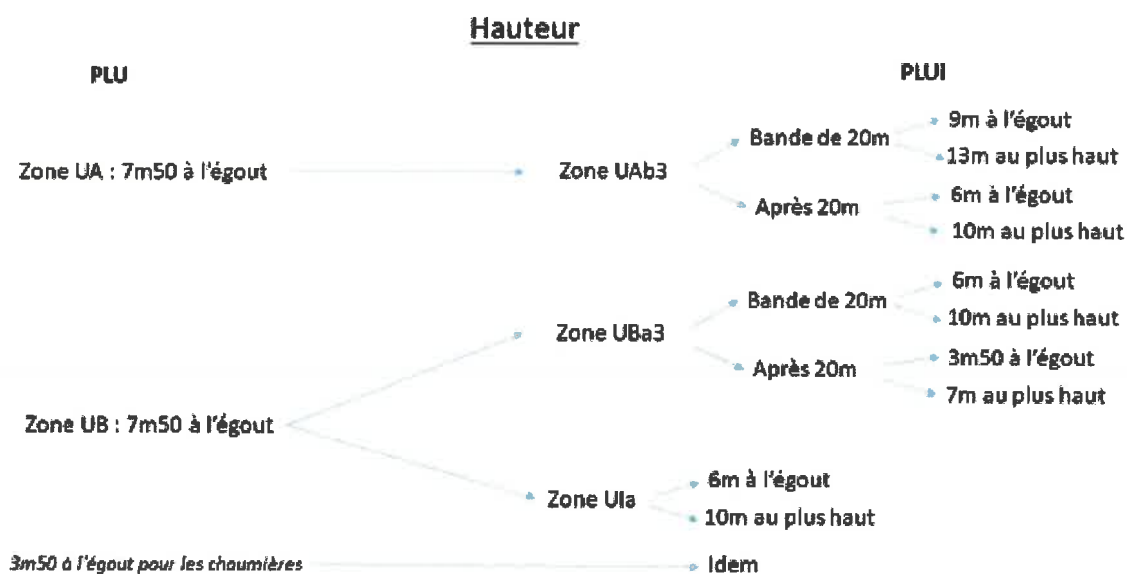 Hauteur
PLU
PLUI
Zone UA : 7m50 à l'égout
Zone UAb3
Bande de 20m
9m à l'égout
13m au plus haut
Après 20m
6m à l'égout
10m au plus haut
Zone UB : 7m50 à l'égout
Zone UBa3
Bande de 20m
6m à l'égout
10m au plus haut
Après 20m
3m50 à l'égout
7m au plus haut
Zone UIa
6m à l'égout
10m au plus haut
3m50 à l'égout pour les chaumières
Idem